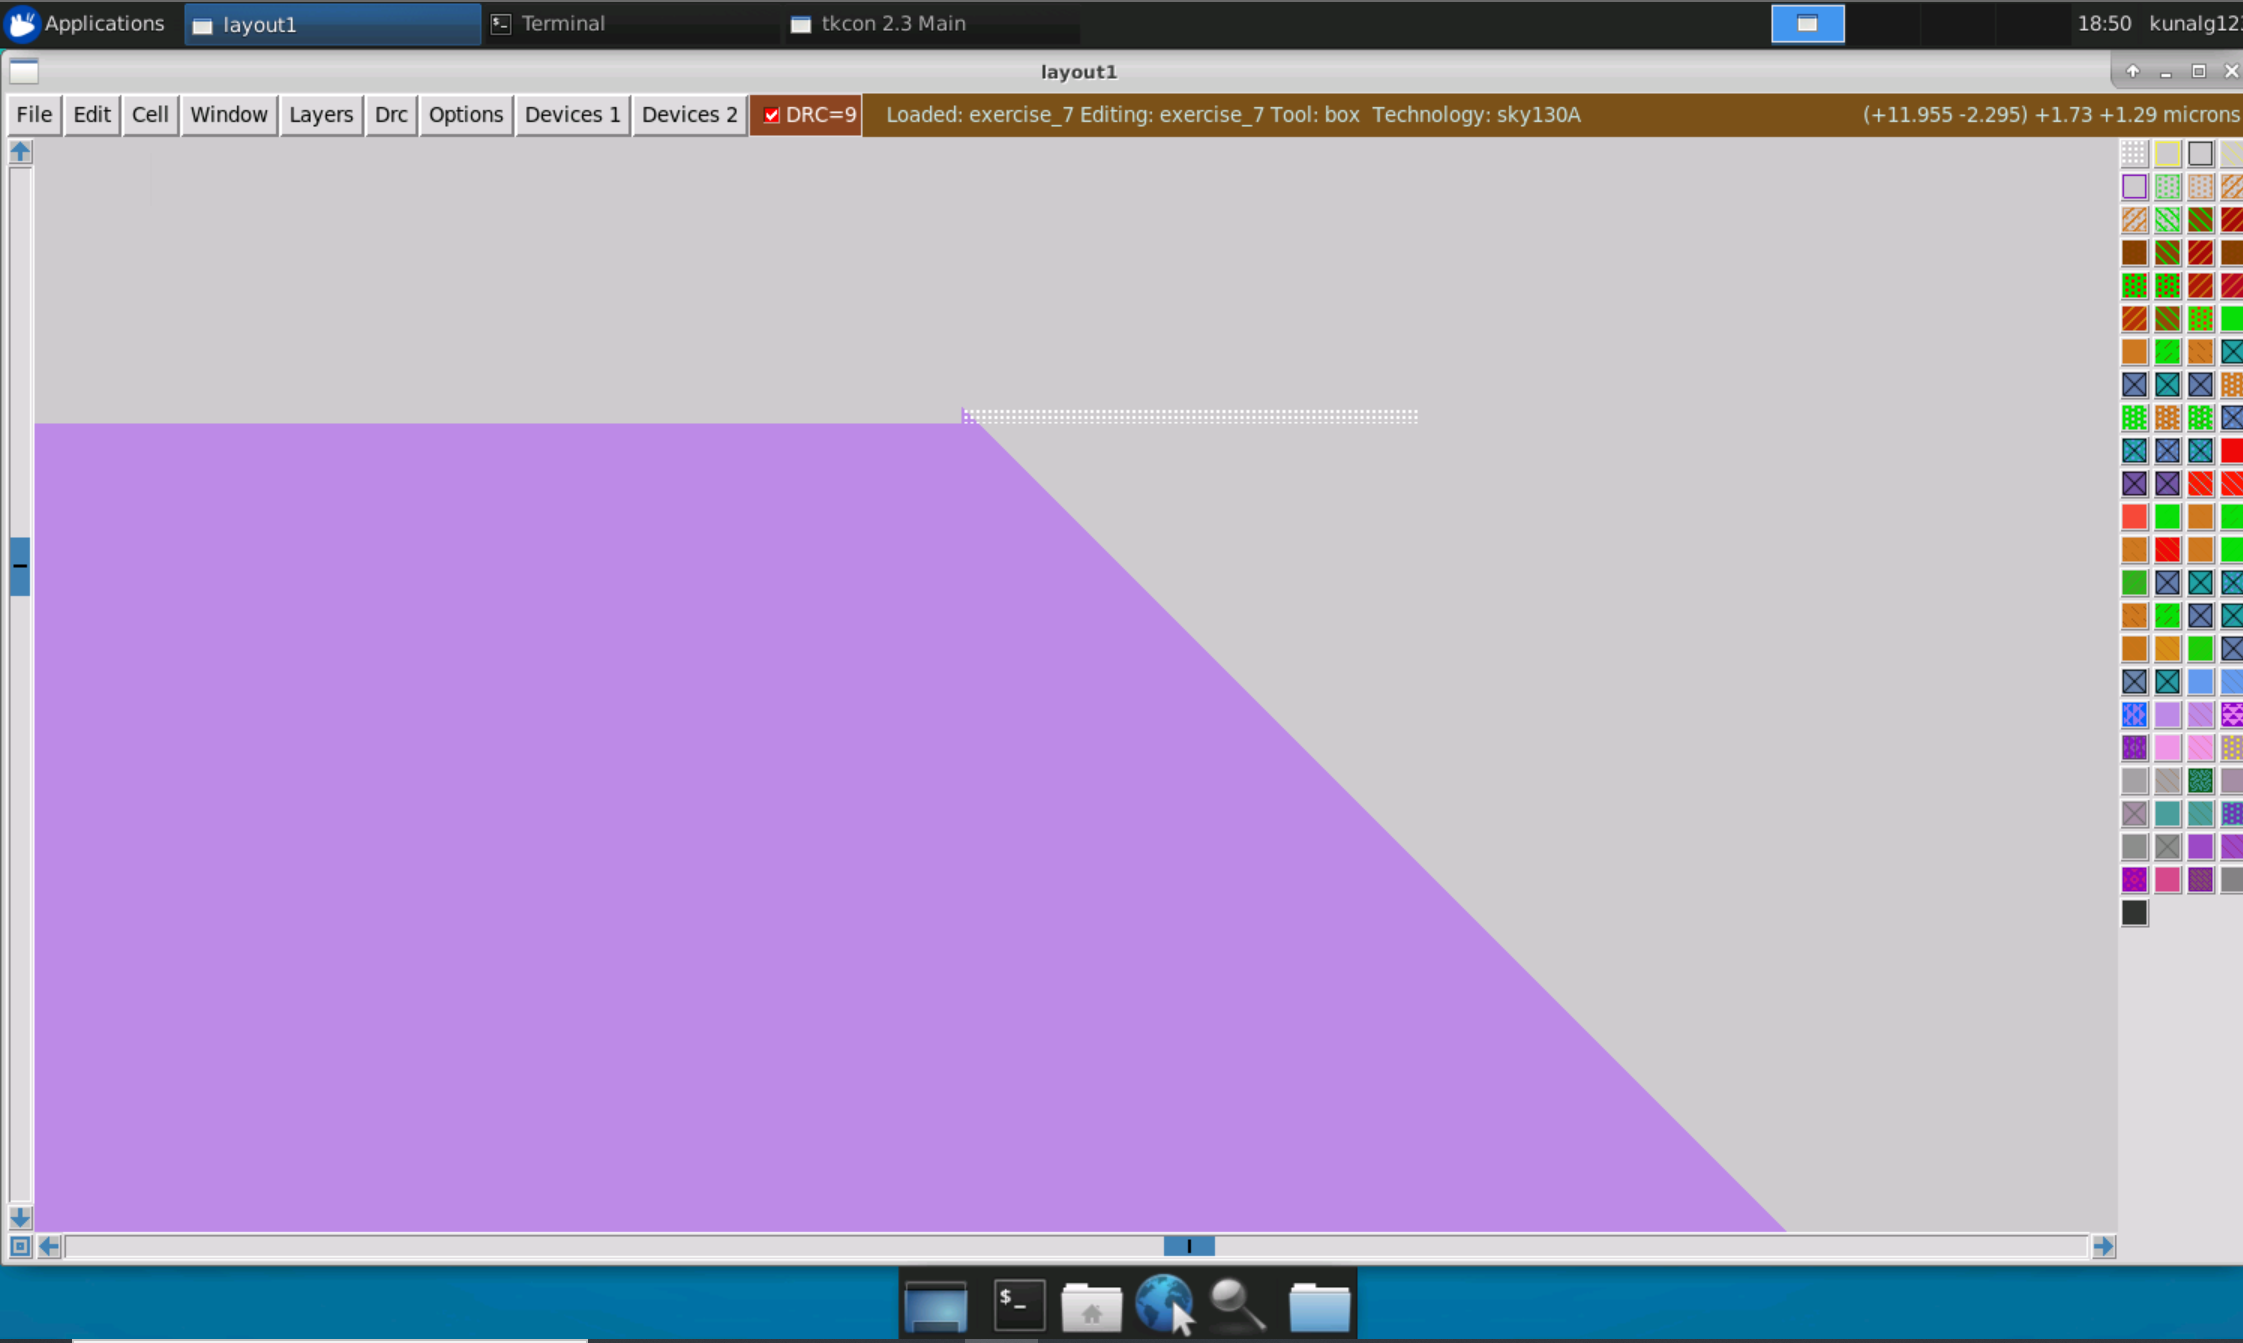 Applications layout1 Terminal tkcon 2.3 Main 18:50 kunalg12
layout1
File Edit Cell Window Layers Drc Options Devices 1 Devices 2 DRC=9 Loaded: exercise_7 Editing: exercise_7 Tool: box Technology: sky130A (+11.955 -2.295) +1.73 +1.29 microns
$_